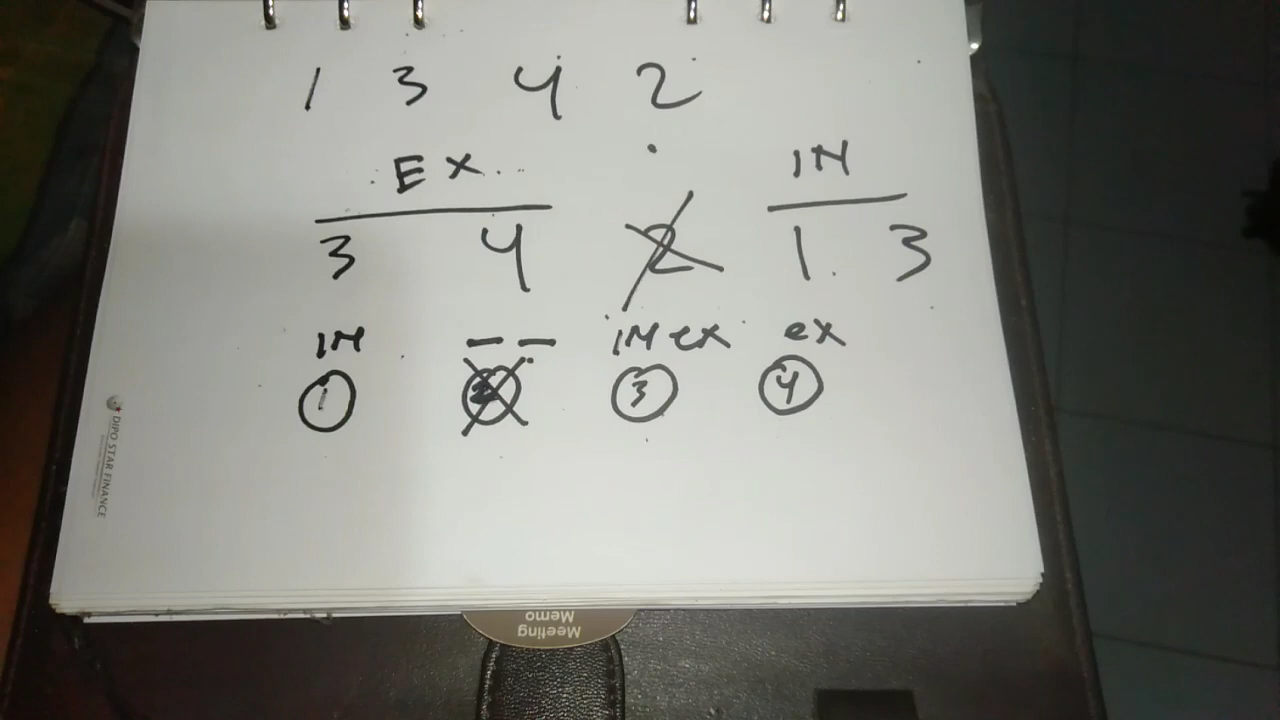 1 3 4 2
EX IN
3 4 2 1 3
IN — — IN ex ex
1 2 3 4
DIPO STAR FINANCE
Meeting
Memo